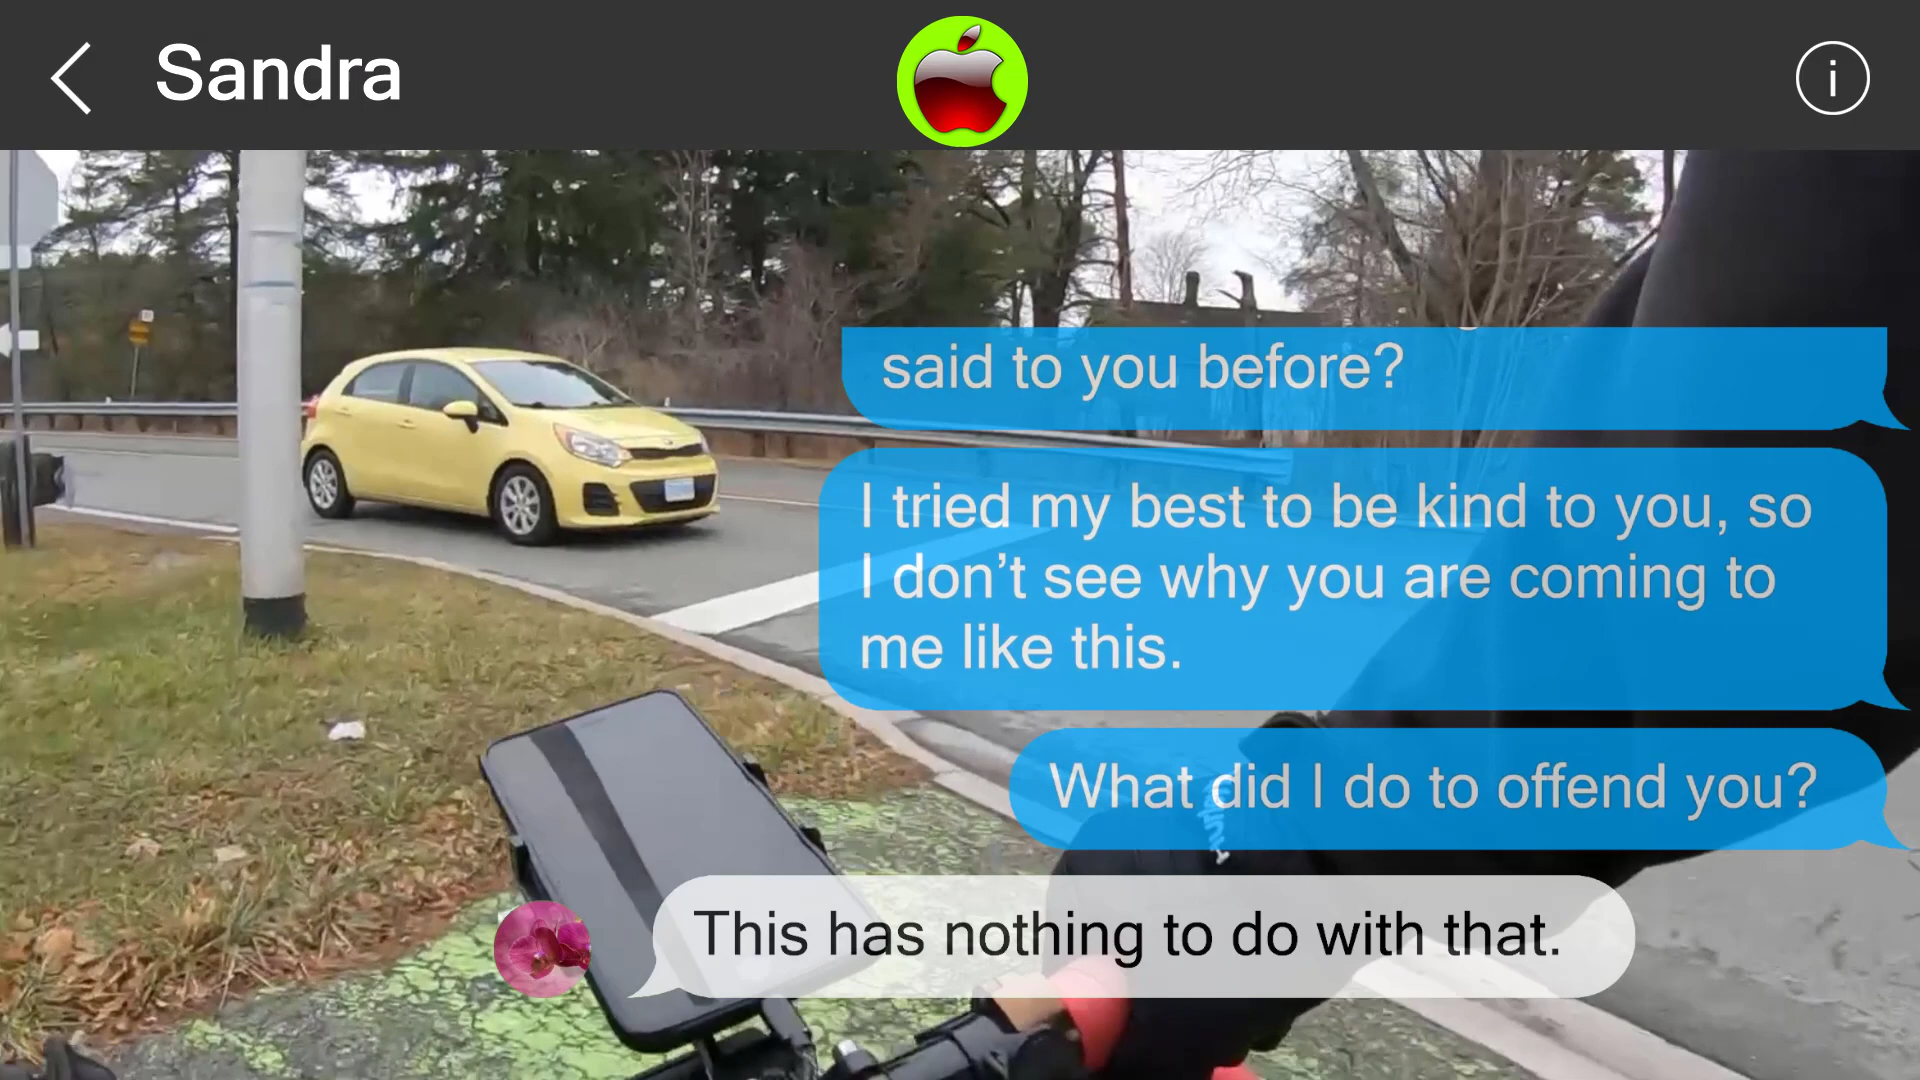 Sandra
said to you before?
I tried my best to be kind to you, so
I don’t see why you are coming to
me like this.
What did I do to offend you?
This has nothing to do with that.